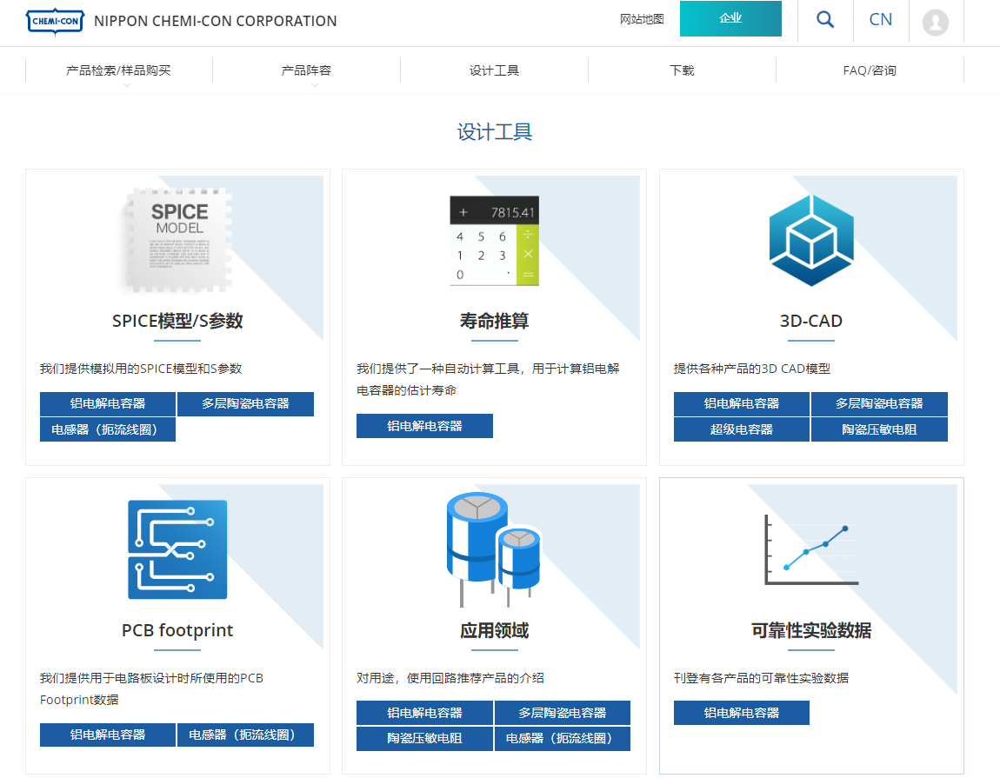 CHEMI-CON NIPPON CHEMI-CON CORPORATION
网站地图
企业
CN
产品检索/样品购买
产品阵容
设计工具
下载
FAQ/咨询
设计工具
SPICE
MODEL
SPICE模型/S参数
我们提供模拟用的SPICE模型和S参数
铝电解电容器
多层陶瓷电容器
电感器（扼流线圈）
+ 7815.41
4 5 6 ÷
1 2 3 ×
0 . =
寿命推算
我们提供了一种自动计算工具，用于计算铝电解
电容器的估计寿命
铝电解电容器
3D-CAD
提供各种产品的3D CAD模型
铝电解电容器
多层陶瓷电容器
超级电容器
陶瓷压敏电阻
PCB footprint
我们提供用于电路板设计时所使用的PCB
Footprint数据
铝电解电容器
电感器（扼流线圈）
应用领域
对用途，使用回路推荐产品的介绍
铝电解电容器
多层陶瓷电容器
陶瓷压敏电阻
电感器（扼流线圈）
可靠性实验数据
刊登有各产品的可靠性实验数据
铝电解电容器